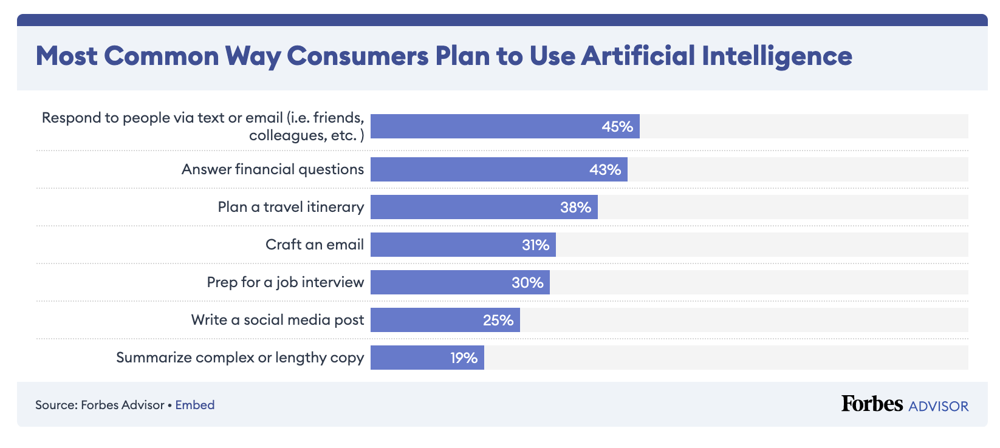 Most Common Way Consumers Plan to Use Artificial Intelligence
Respond to people via text or email (i.e. friends,
colleagues, etc. )
45%
Answer financial questions
43%
Plan a travel itinerary
38%
Craft an email
31%
Prep for a job interview
30%
Write a social media post
25%
Summarize complex or lengthy copy
19%
Source: Forbes Advisor • Embed
Forbes ADVISOR